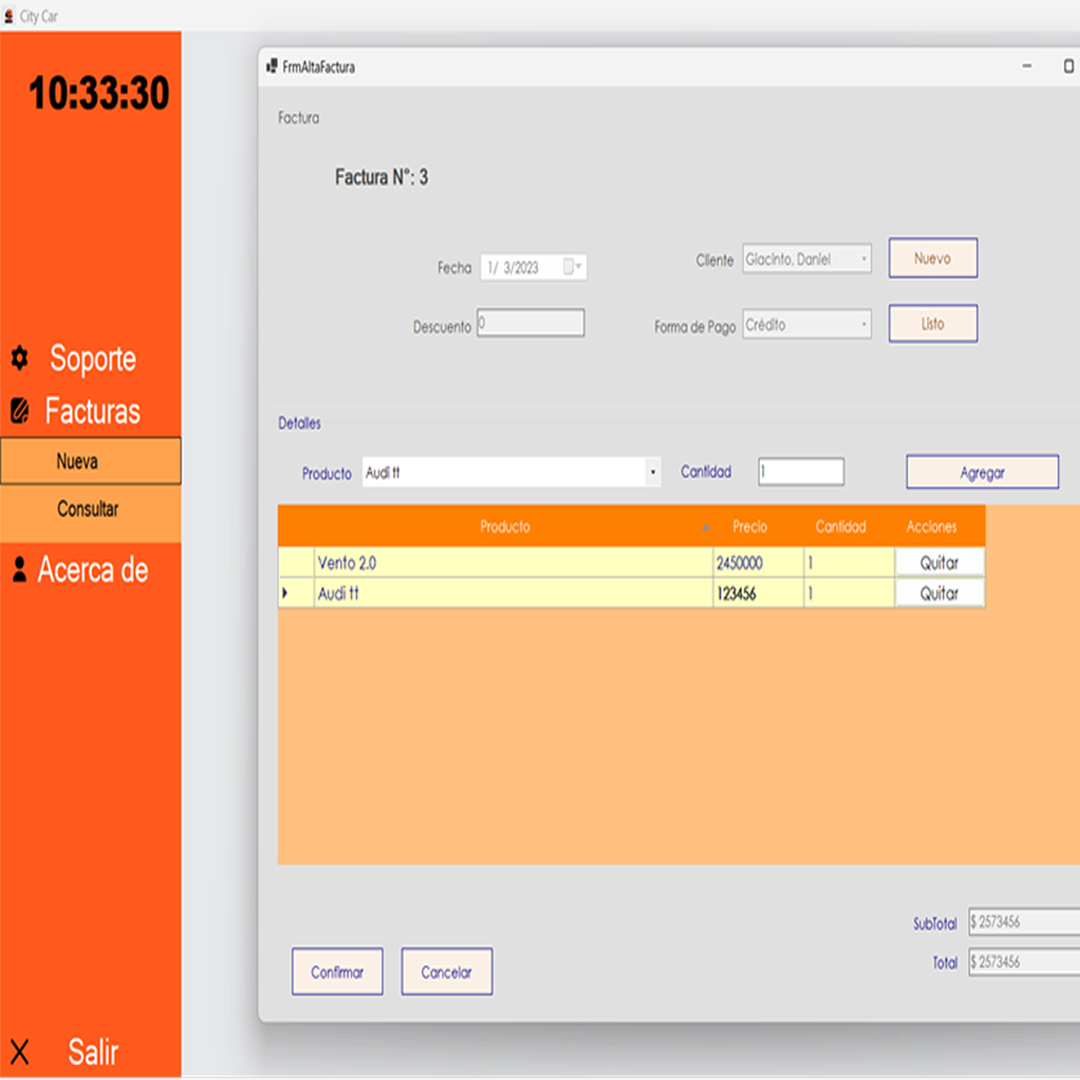 City Car
10:33:30
Soporte
Facturas
Nueva
Consultar
Acerca de
Salir
FrmAltaFactura
Factura
Factura N°: 3
Fecha 1/ 3/2023 Cliente Giacinto, Daniel Nuevo
Descuento 0 Forma de Pago Crédito Listo
Detalles
Producto Audi tt Cantidad 1 Agregar
Producto Precio Cantidad Acciones
Vento 2.0 2450000 1 Quitar
Audi tt 123456 1 Quitar
SubTotal $ 2573456
Total $ 2573456
Confirmar Cancelar